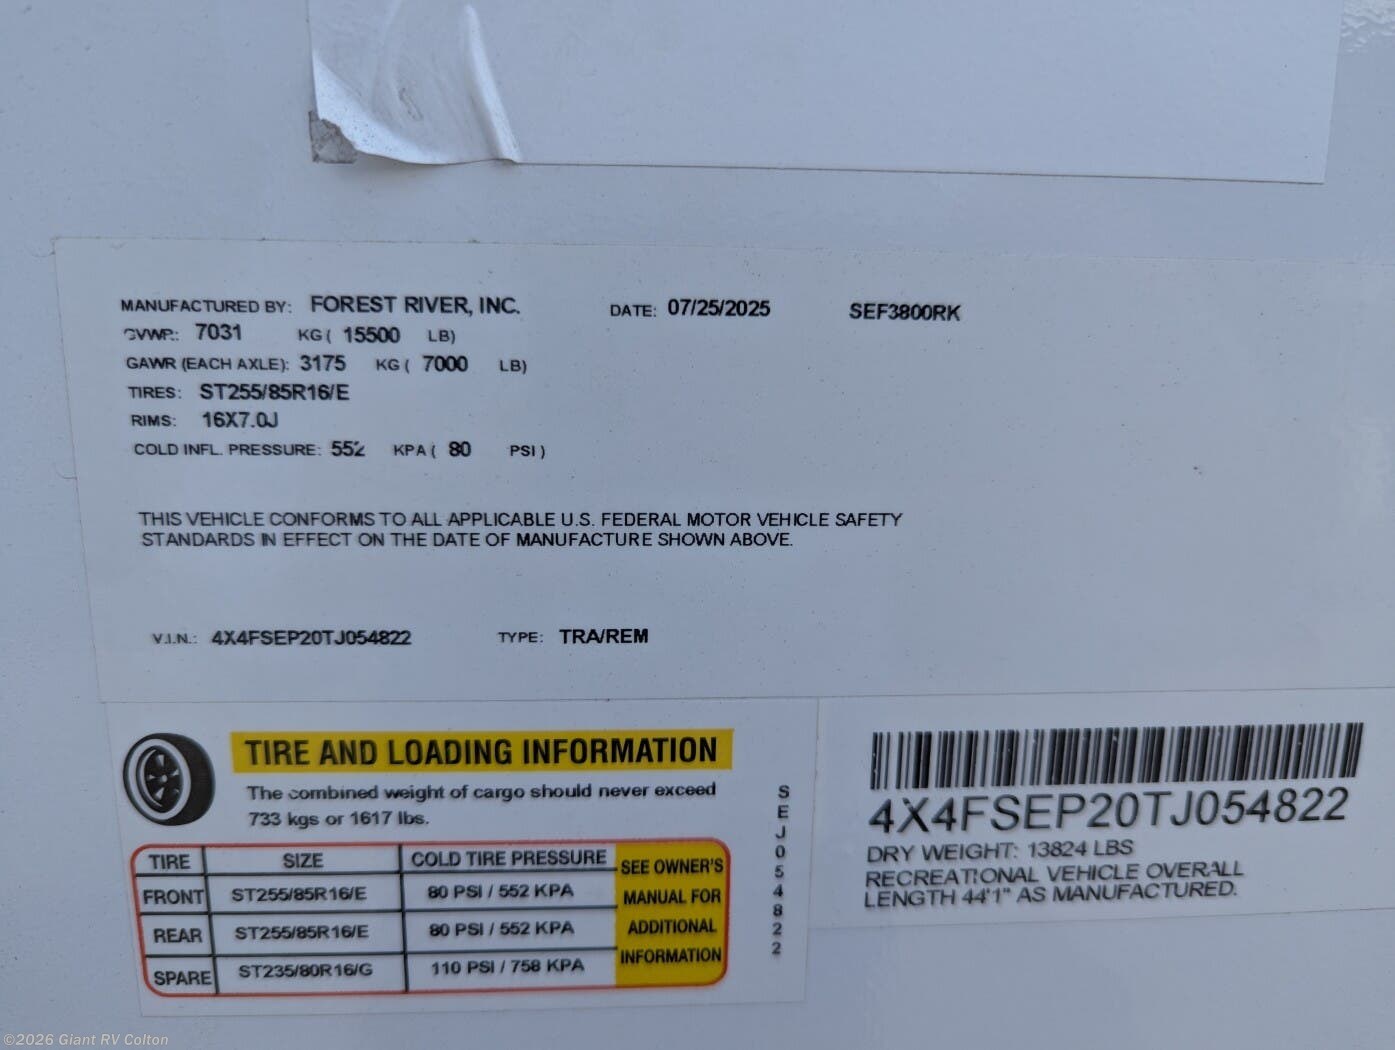 MANUFACTURED BY: FOREST RIVER, INC. DATE: 07/25/2025 SEF3800RK
GVWR: 7031 KG ( 15500 LB)
GAWR (EACH AXLE): 3175 KG ( 7000 LB)
TIRES: ST255/85R16/E
RIMS: 16X7.0J
COLD INFL. PRESSURE: 552 KPA ( 80 PSI )
THIS VEHICLE CONFORMS TO ALL APPLICABLE U.S. FEDERAL MOTOR VEHICLE SAFETY
STANDARDS IN EFFECT ON THE DATE OF MANUFACTURE SHOWN ABOVE.
V.I.N.: 4X4FSEP20TJ054822 TYPE: TRA/REM
TIRE AND LOADING INFORMATION
The combined weight of cargo should never exceed
733 kgs or 1617 lbs.
TIRE SIZE COLD TIRE PRESSURE
FRONT ST255/85R16/E 80 PSI / 552 KPA
REAR ST255/85R16/E 80 PSI / 552 KPA
SPARE ST235/80R16/G 110 PSI / 758 KPA
SEE OWNER'S
MANUAL FOR
ADDITIONAL
INFORMATION
SEJ054822
4X4FSEP20TJ054822
DRY WEIGHT: 13824 LBS
RECREATIONAL VEHICLE OVERALL
LENGTH 44'1" AS MANUFACTURED.
©2026 Giant RV Colton